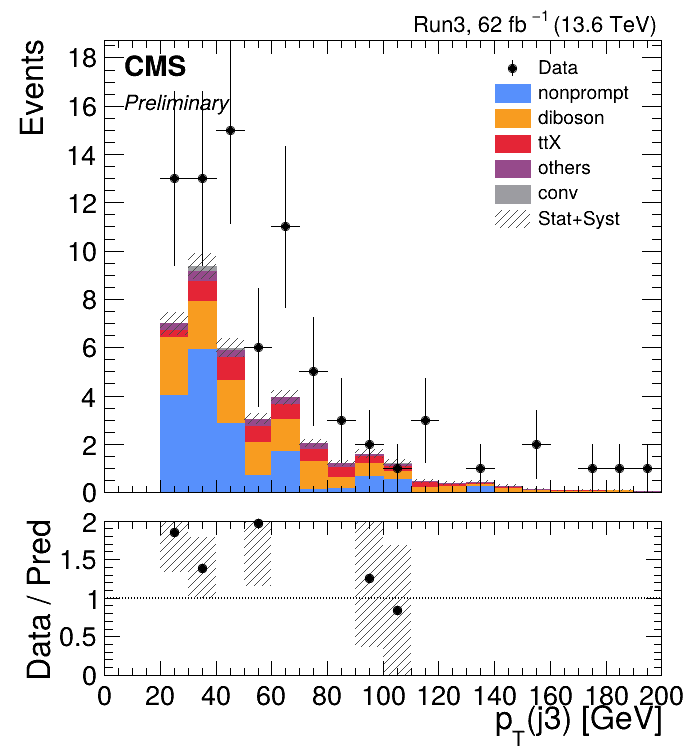 Run3, 62 fb⁻¹ (13.6 TeV)
Events
18
16
14
12
10
8
6
4
2
0
CMS
Preliminary
Data
nonprompt
diboson
ttX
others
conv
Stat+Syst
Data / Pred
2
1.5
1
0.5
0
0 20 40 60 80 100 120 140 160 180 200
p_T(j3) [GeV]